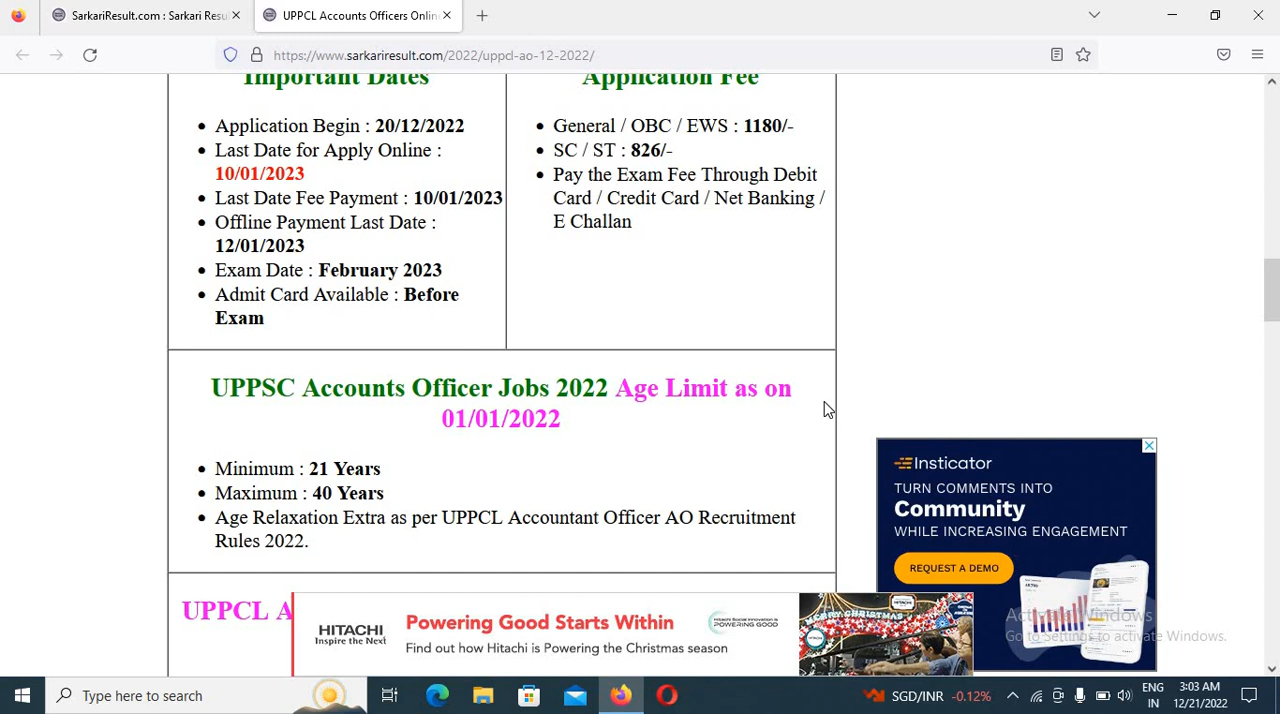 SarkariResult.com : Sarkari Resu
UPPCL Accounts Officers Onlin
https://www.sarkariresult.com/2022/uppcl-ao-12-2022/
Important Dates
Application Begin : 20/12/2022
Last Date for Apply Online :
10/01/2023
Last Date Fee Payment : 10/01/2023
Offline Payment Last Date :
12/01/2023
Exam Date : February 2023
Admit Card Available : Before
Exam
Application Fee
General / OBC / EWS : 1180/-
SC / ST : 826/-
Pay the Exam Fee Through Debit
Card / Credit Card / Net Banking /
E Challan
UPPSC Accounts Officer Jobs 2022 Age Limit as on
01/01/2022
Minimum : 21 Years
Maximum : 40 Years
Age Relaxation Extra as per UPPCL Accountant Officer AO Recruitment
Rules 2022.
UPPCL A
Insticator
TURN COMMENTS INTO
Community
WHILE INCREASING ENGAGEMENT
REQUEST A DEMO
HITACHI
Inspire the Next
Powering Good Starts Within
Find out how Hitachi is Powering the Christmas season
Hitachi Social Innovation is
POWERING GOOD
Activate Windows
Go to Settings to activate Windows.
Type here to search
SGD/INR -0.12%
ENG
IN
3:03 AM
12/21/2022